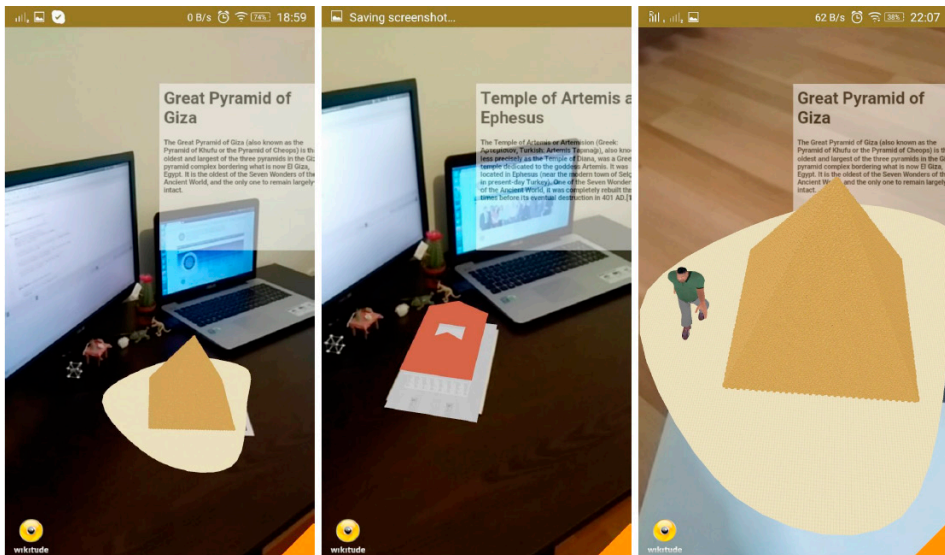 0 B/s 74% 18:59
Great Pyramid of
Giza
The Great Pyramid of Giza (also known as the
Pyramid of Khufu or the Pyramid of Cheops) is the
oldest and largest of the three pyramids in the Giz
pyramid complex bordering what is now El Giza,
Egypt. It is the oldest of the Seven Wonders of the
Ancient World, and the only one to remain largely
intact.
wikitude
Saving screenshot...
Temple of Artemis a
Ephesus
The Temple of Artemis or Artemision (Greek:
Turkish: Artemis also know
less precisely as the Temple of Diana, was a Gree
temple dedicated to the goddess Artemis. It was
located in Ephesus (near the modern town of Selç
in present-day Turkey). One of the Seven Wonder
of the Ancient World, it was completely rebuilt thr
times before its eventual destruction in 401 AD.[1
wikitude
62 B/s 38% 22:07
Great Pyramid of
Giza
The Great Pyramid of Giza (also known as the
Pyramid of Khufu or the Pyramid of Cheops) is the
oldest and largest of the three pyramids in the Giz
pyramid complex bordering what is now El Giza,
Egypt. It is the oldest of the Seven Wonders of the
Ancient and the only one to remain largely
intact.
wikitude